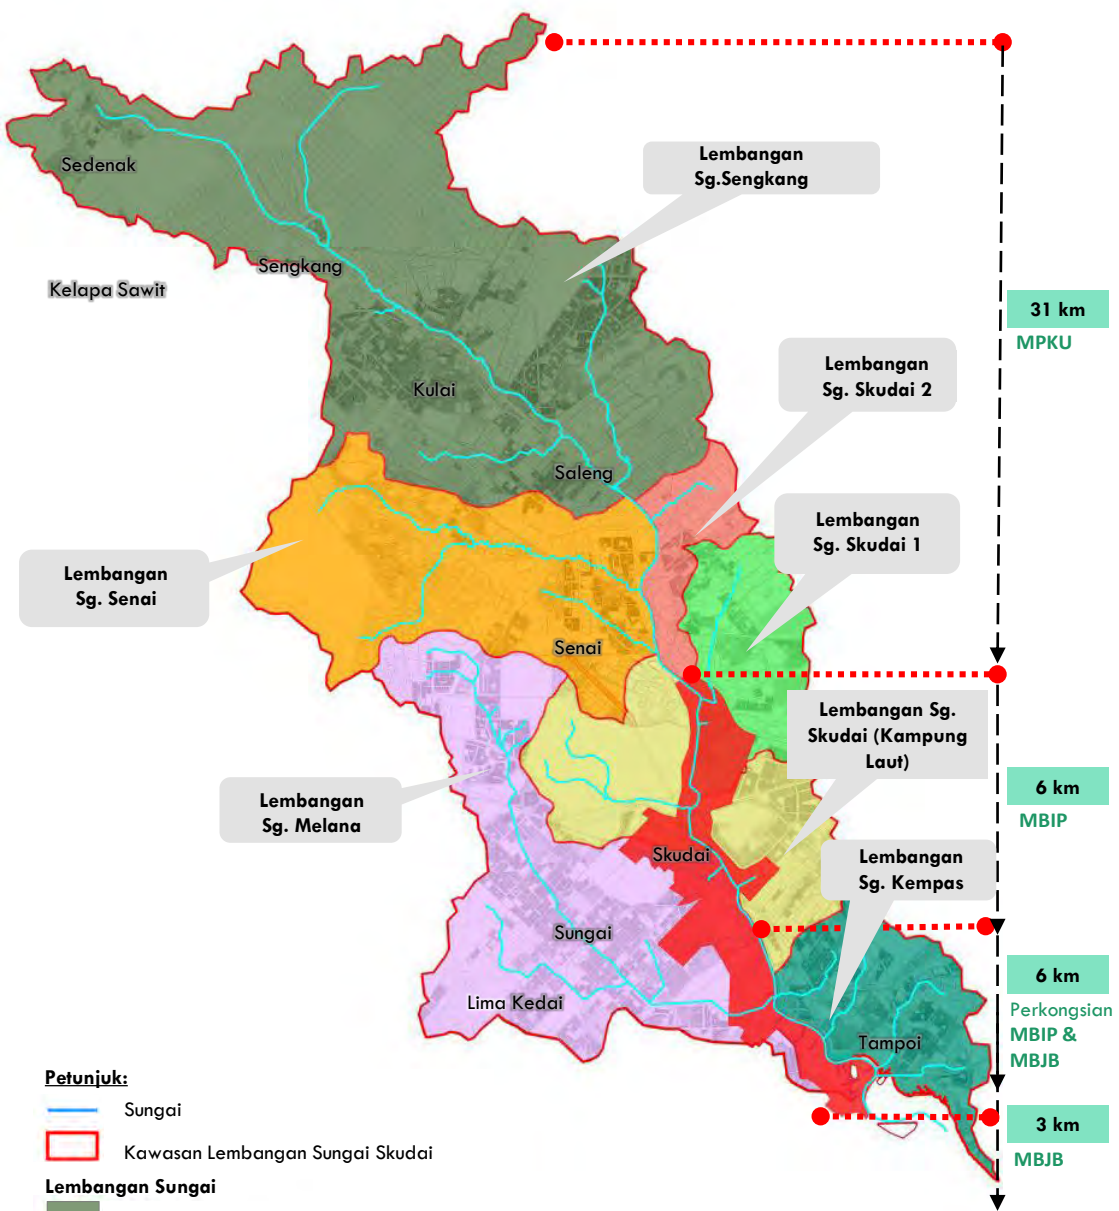 Lembangan
Sg.Sengkang
Sedenak
Sengkang
Kelapa Sawit
31 km
MPKU
Lembangan
Sg. Skudai 2
Kulai
Saleng
Lembangan
Sg. Skudai 1
Lembangan
Sg. Senai
Senai
Lembangan Sg.
Skudai (Kampung
Laut)
6 km
MBIP
Lembangan
Sg. Melana
Skudai
Lembangan
Sg. Kempas
Sungai
6 km
Perkongsian
MBIP &
MBJB
Lima Kedai
Tampoi
Petunjuk:
Sungai
Kawasan Lembangan Sungai Skudai
Lembangan Sungai
3 km
MBJB